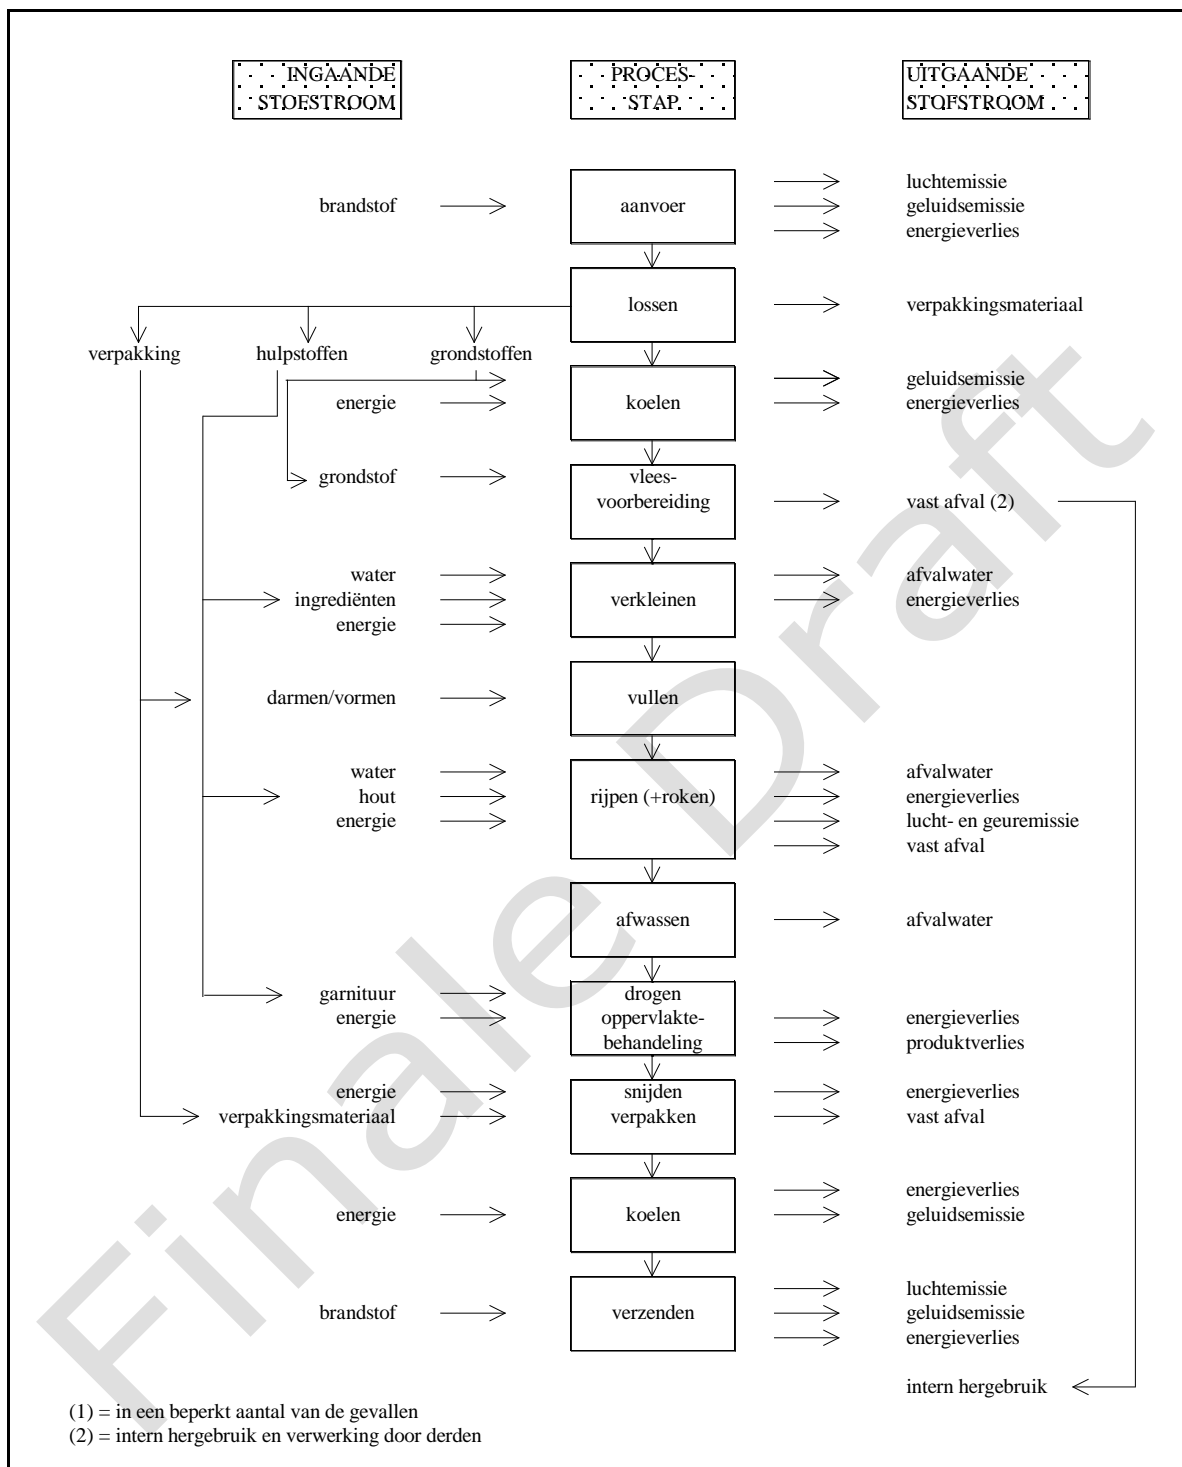 INGAANDE
STOFSTROOM
PROCES-
STAP
UITGAANDE
STOFSTROOM
brandstof
aanvoer
luchtemissie
geluidsemissie
energieverlies
lossen
verpakkingsmateriaal
verpakking
hulpstoffen
grondstoffen
energie
koelen
geluidsemissie
energieverlies
grondstof
vlees-
voorbereiding
vast afval (2)
water
ingrediënten
energie
verkleinen
afvalwater
energieverlies
darmen/vormen
vullen
water
hout
energie
rijpen (+roken)
afvalwater
energieverlies
lucht- en geuremissie
vast afval
afwassen
afvalwater
garnituur
energie
drogen
oppervlakte-
behandeling
energieverlies
produktverlies
energie
verpakkingsmateriaal
snijden
verpakken
energieverlies
vast afval
energie
koelen
energieverlies
geluidsemissie
brandstof
verzenden
luchtemissie
geluidsemissie
energieverlies
intern hergebruik
(1) = in een beperkt aantal van de gevallen
(2) = intern hergebruik en verwerking door derden
Finale Draft